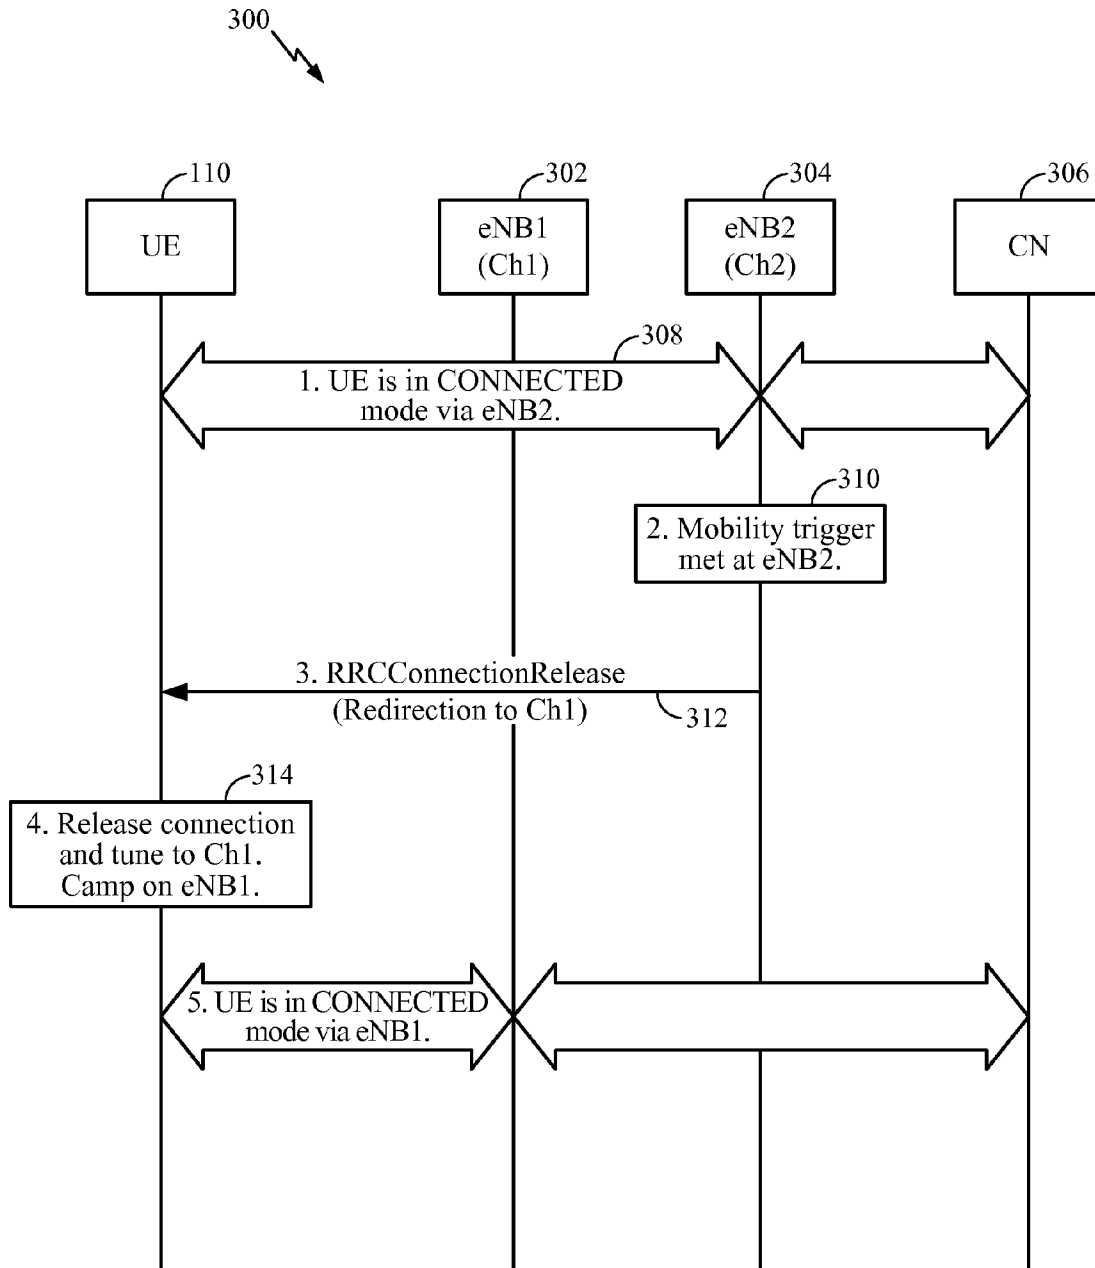 300
110
302
304
306
UE
eNB1
(Ch1)
eNB2
(Ch2)
CN
308
1. UE is in CONNECTED
mode via eNB2.
310
2. Mobility trigger
met at eNB2.
3. RRCConnectionRelease
(Redirection to Ch1)
312
314
4. Release connection
and tune to Ch1.
Camp on eNB1.
5. UE is in CONNECTED
mode via eNB1.